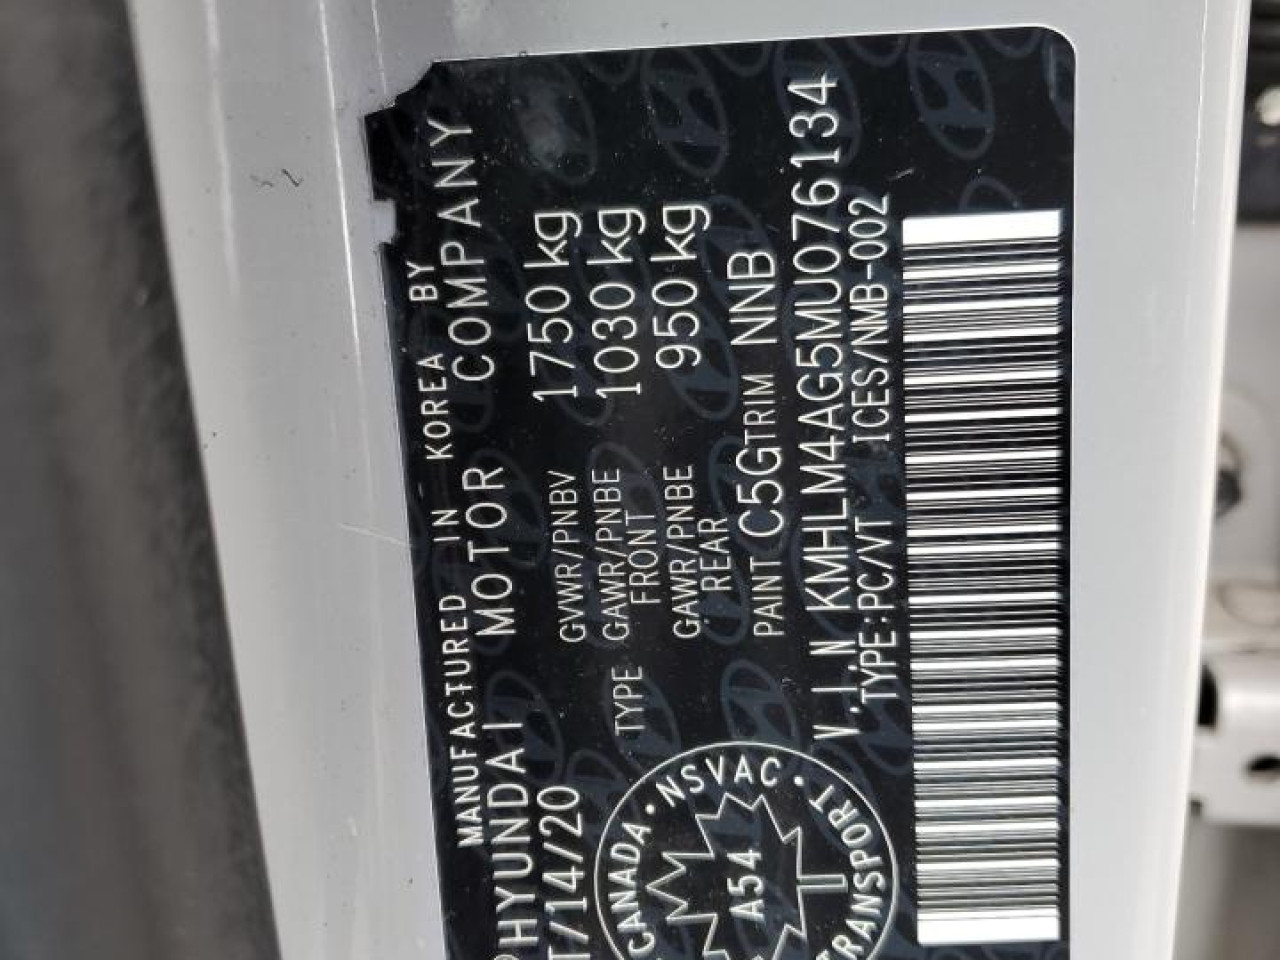 MANUFACTURED IN KOREA BY
HYUNDAI MOTOR COMPANY
/14/20
GVWR/PNBV 1750 kg
TYPE GAWR/PNBE FRONT 1030 kg
GAWR/PNBE REAR 950 kg
PAINT C5G TRIM NNB
V.I.N KMHLM4AG5MU076134
TYPE:PC/VT ICES/NMB-002
CANADA · NSVAC · TRANSPORT
A54